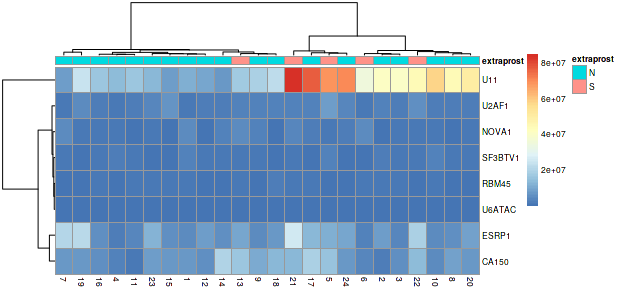 extraprost
U11
U2AF1
NOVA1
SF3BTV1
RBM45
U6ATAC
ESRP1
CA150
7 19 16 4 11 23 15 1 12 14 13 9 18 21 17 5 24 6 2 3 22 10 8 20
8e+07
6e+07
4e+07
2e+07
extraprost
N
S